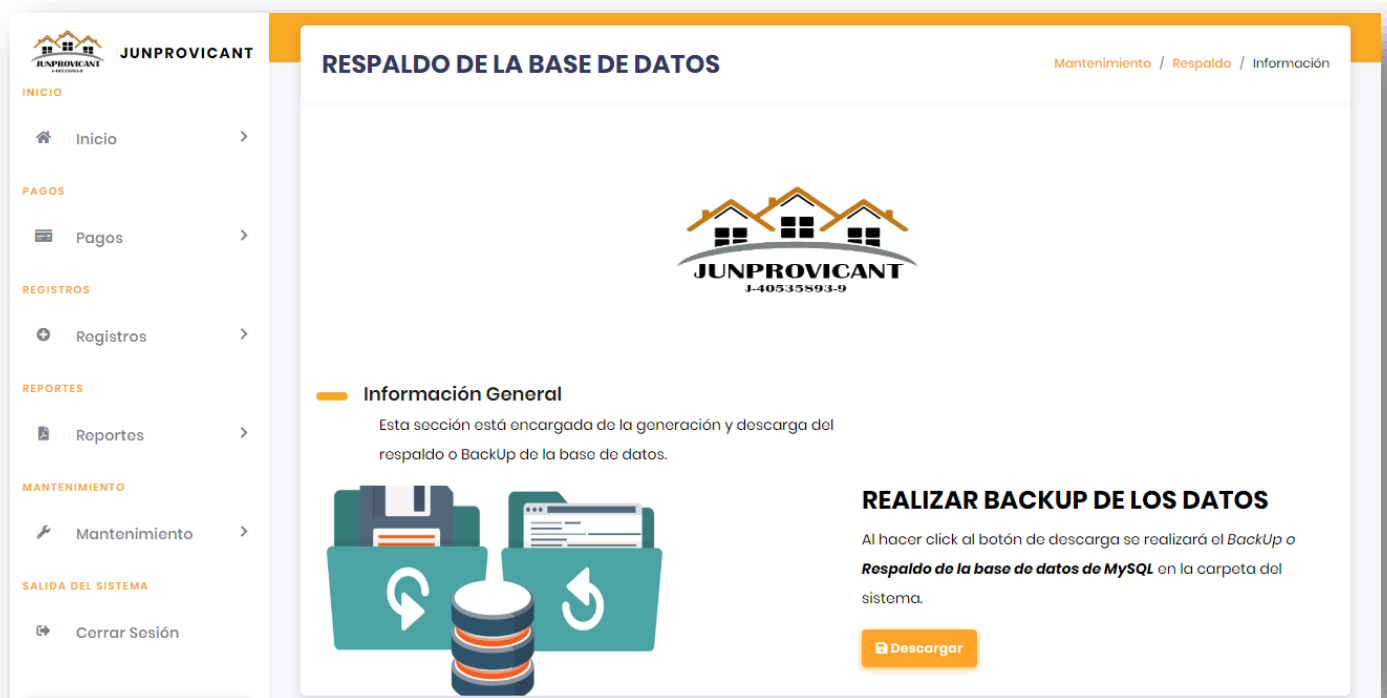 JUNPROVICANT
J-40535893-9
JUNPROVICANT
INICIO
Inicio
PAGOS
Pagos
REGISTROS
Registros
REPORTES
Reportes
MANTENIMIENTO
Mantenimiento
SALIDA DEL SISTEMA
Cerrar Sesión
RESPALDO DE LA BASE DE DATOS
Mantenimiento / Respaldo / Información
JUNPROVICANT
J-40535893-9
Información General
Esta sección está encargada de la generación y descarga del
respaldo o BackUp de la base de datos.
REALIZAR BACKUP DE LOS DATOS
Al hacer click al botón de descarga se realizará el BackUp o
Respaldo de la base de datos de MySQL en la carpeta del
sistema.
Descargar